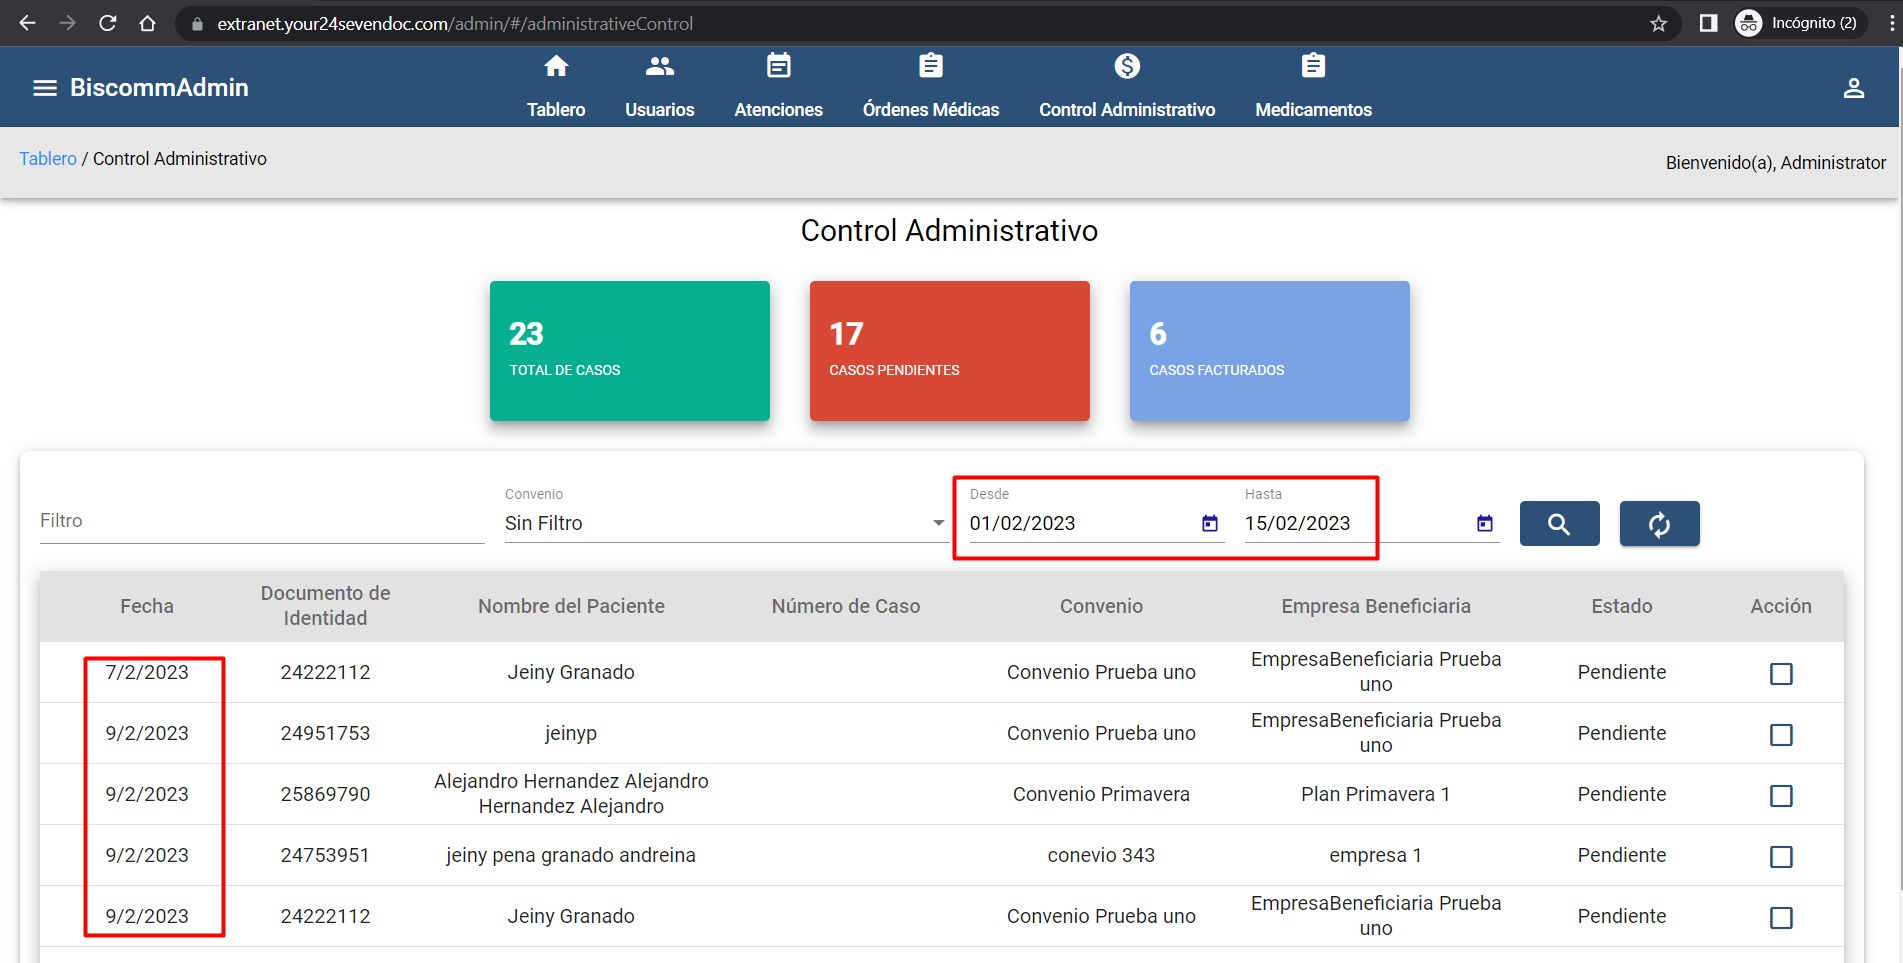 extranet.your24sevendoc.com/admin/#/administrativeControl
Incógnito (2)
BiscommAdmin
Tablero
Usuarios
Atenciones
Órdenes Médicas
Control Administrativo
Medicamentos
Tablero / Control Administrativo
Bienvenido(a), Administrator
Control Administrativo
23
TOTAL DE CASOS
17
CASOS PENDIENTES
6
CASOS FACTURADOS
Filtro
Convenio
Sin Filtro
Desde
01/02/2023
Hasta
15/02/2023
Fecha
Documento de
Identidad
Nombre del Paciente
Número de Caso
Convenio
Empresa Beneficiaria
Estado
Acción
7/2/2023
24222112
Jeiny Granado
Convenio Prueba uno
EmpresaBeneficiaria Prueba
uno
Pendiente
9/2/2023
24951753
jeinyp
Convenio Prueba uno
EmpresaBeneficiaria Prueba
uno
Pendiente
9/2/2023
25869790
Alejandro Hernandez Alejandro
Hernandez Alejandro
Convenio Primavera
Plan Primavera 1
Pendiente
9/2/2023
24753951
jeiny pena granado andreina
conevio 343
empresa 1
Pendiente
9/2/2023
24222112
Jeiny Granado
Convenio Prueba uno
EmpresaBeneficiaria Prueba
uno
Pendiente